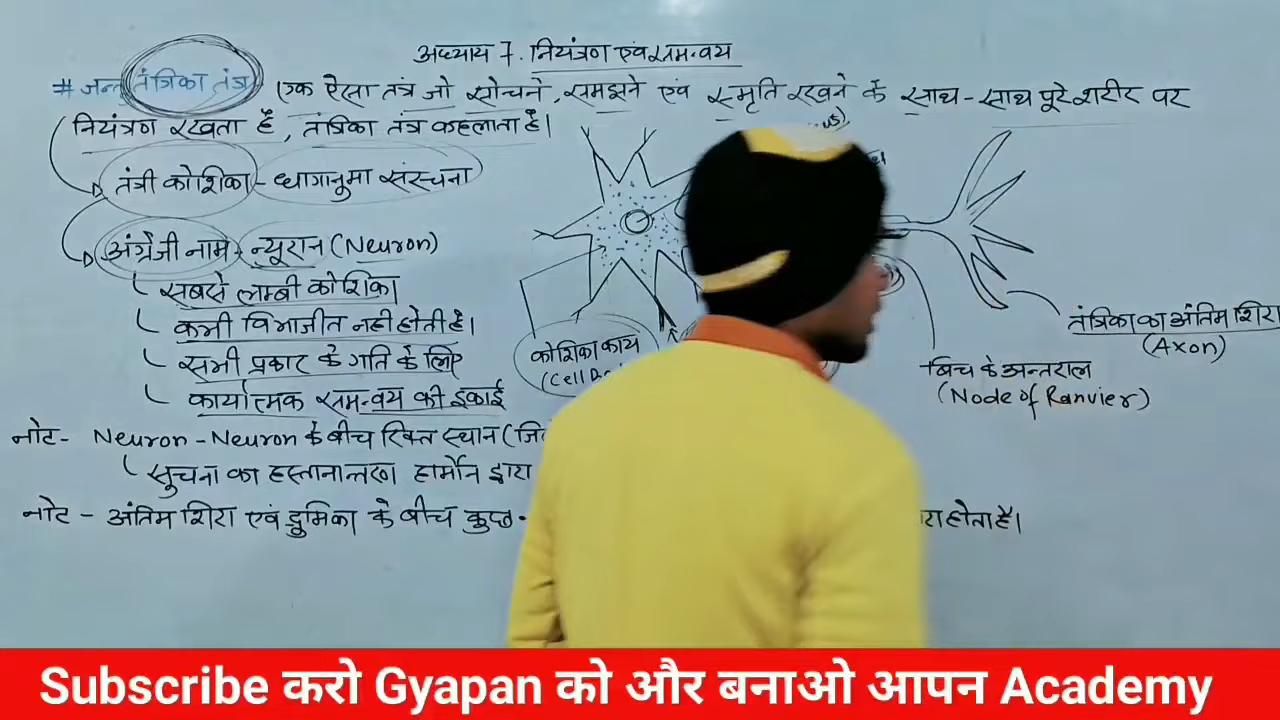 अध्याय 7. नियंत्रण एवं समन्वय
# जन्तु तंत्रिका तंत्र एक ऐसा तंत्र जो सोचने, समझने एवं स्मृति रखने के साथ-साथ पूरे शरीर पर
नियंत्रण रखता है, तंत्रिका तंत्र कहलाता है।
तंत्री कोशिका - धागानुमा संरचना
अंग्रेजी नाम - न्यूरान (Neuron)
सबसे लम्बी कोशिका
कभी विभाजीत नही होती है।
सभी प्रकार के गति के लिए
कार्यात्मक समन्वय की इकाई
कोशिका काय
(Cell
तंत्रिका का अंतिम शिरा
(Axon)
बिच के अन्तराल
(Node of Ranvier)
नोट- Neuron-Neuron के बीच रिक्त स्थान
सुचना का हस्तानान्तरण हार्मोन द्वारा
नोट - अंतिम शिरा एवं द्रुमिका के बीच
होता है।
Subscribe करो Gyapan को और बनाओ आपन Academy